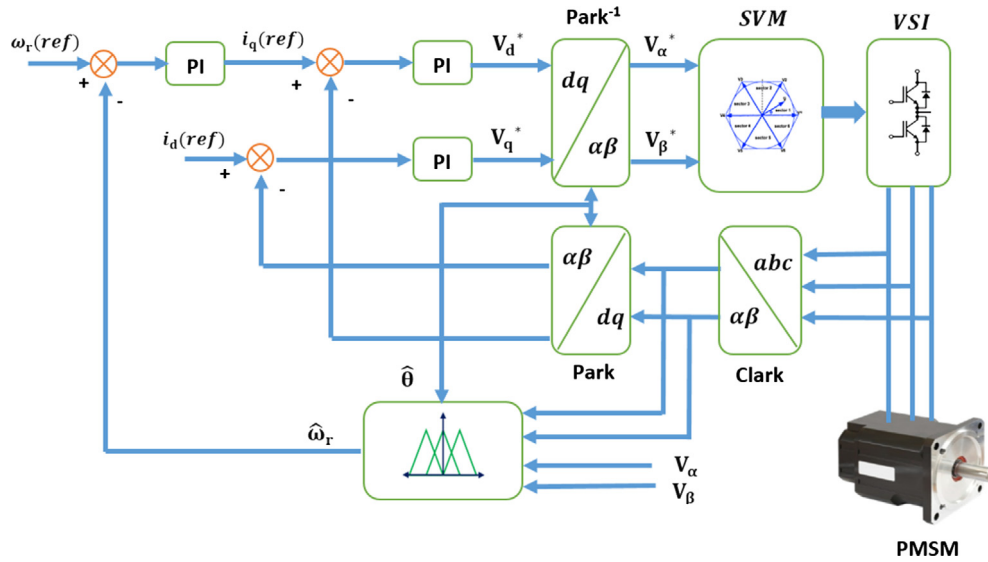 Park⁻¹
SVM
VSI
ωr(ref)
iq(ref)
PI
PI
Vd*
Vα*
+
-
+
-
dq
αβ
id(ref)
PI
Vq*
Vβ*
+
-
αβ
dq
abc
αβ
Park
Clark
θ̂
ω̂r
Vα
Vβ
PMSM